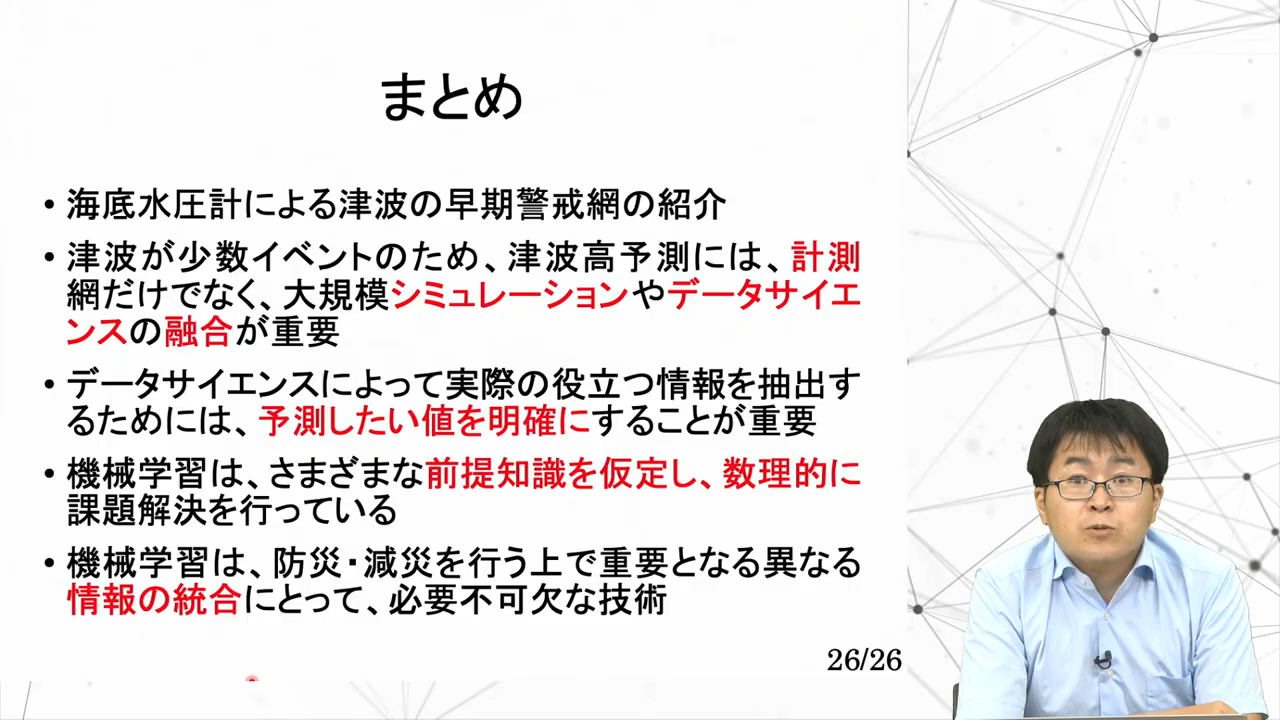 まとめ
• 海底水圧計による津波の早期警戒網の紹介
• 津波が少数イベントのため、津波高予測には、計測
網だけでなく、大規模シミュレーションやデータサイエ
ンスの融合が重要
• データサイエンスによって実際の役立つ情報を抽出す
るためには、予測したい値を明確にすることが重要
• 機械学習は、さまざまな前提知識を仮定し、数理的に
課題解決を行っている
• 機械学習は、防災・減災を行う上で重要となる異なる
情報の統合にとって、必要不可欠な技術
26/26